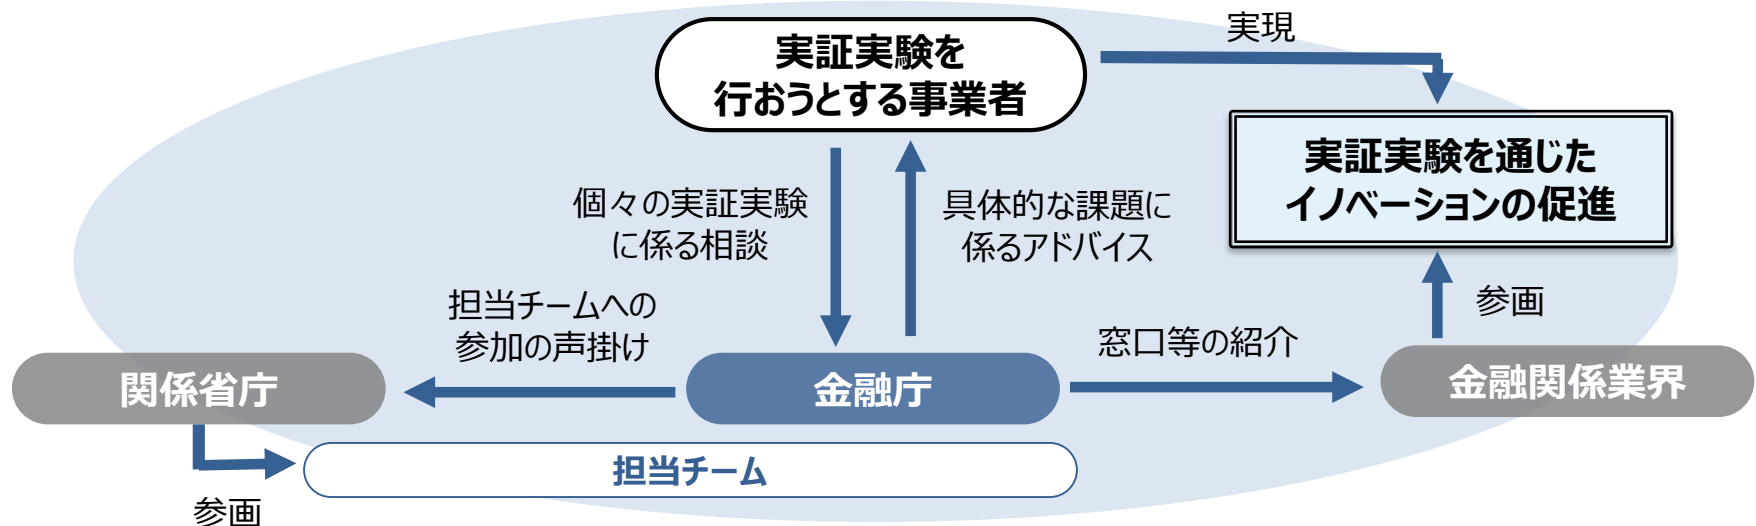 実現
実証実験を
行おうとする事業者
実証実験を通じた
イノベーションの促進
個々の実証実験
に係る相談
具体的な課題に
係るアドバイス
担当チームへの
参加の声掛け
窓口等の紹介
参画
関係省庁
金融庁
金融関係業界
担当チーム
参画